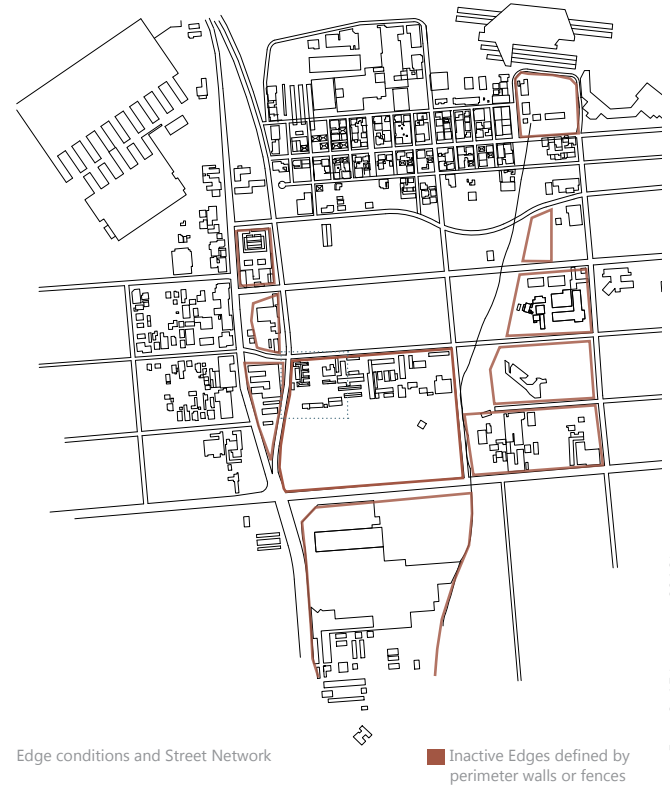 Edge conditions and Street Network
Inactive Edges defined by
perimeter walls or fences